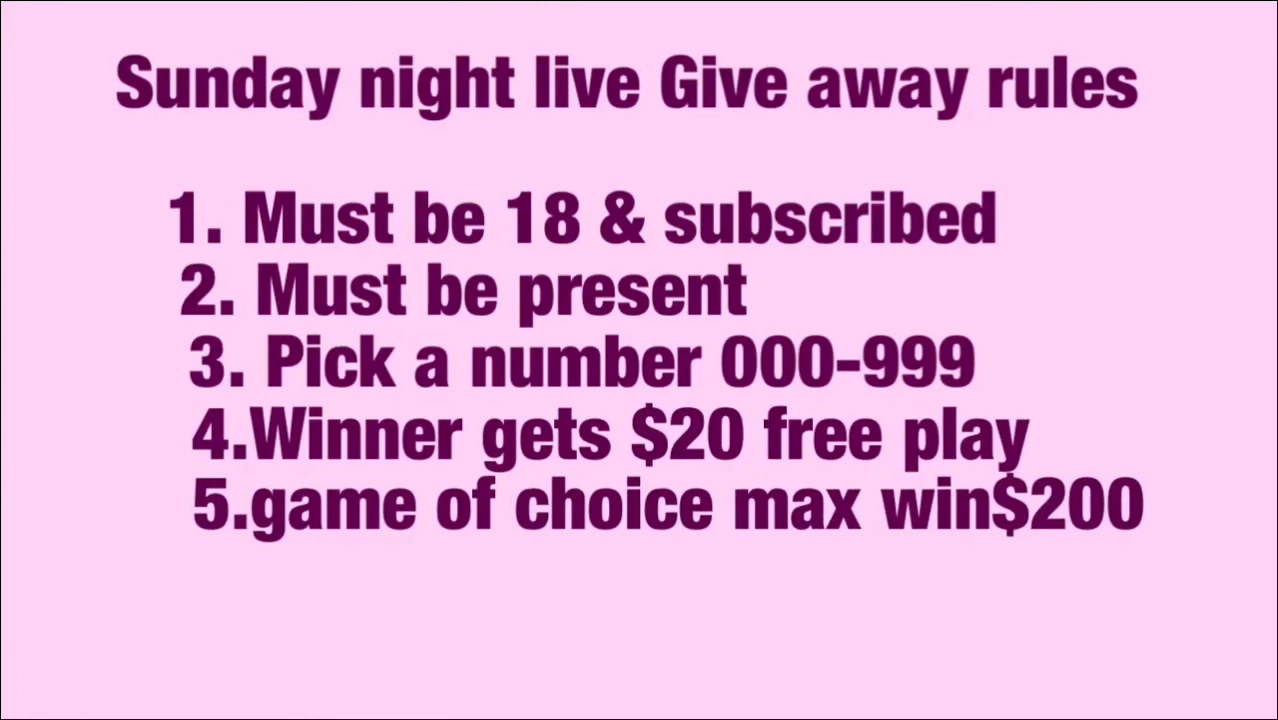 Sunday night live Give away rules
1. Must be 18 & subscribed
2. Must be present
3. Pick a number 000-999
4.Winner gets $20 free play
5.game of choice max win$200